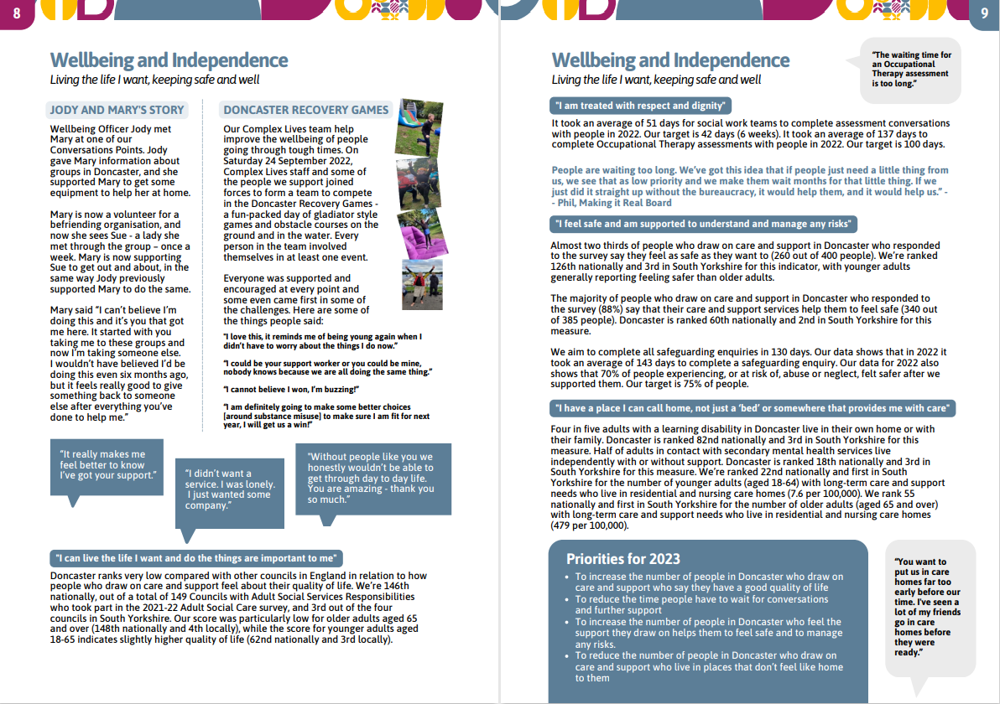 8
Wellbeing and Independence
Living the life I want, keeping safe and well
JODY AND MARY'S STORY
Wellbeing Officer Jody met
Mary at one of our
Conversations Points. Jody
gave Mary information about
groups in Doncaster, and she
supported Mary to get some
equipment to help her at home.
Mary is now a volunteer for a
befriending organisation, and
now she sees Sue - a lady she
met through the group – once a
week. Mary is now supporting
Sue to get out and about, in the
same way Jody previously
supported Mary to do the same.
Mary said “I can’t believe I’m
doing this and it’s you that got
me here. It started with you
taking me to these groups and
now I’m taking someone else.
I wouldn’t have believed I’d be
doing this even six months ago,
but it feels really good to give
something back to someone
else after everything you’ve
done to help me.”
DONCASTER RECOVERY GAMES
Our Complex Lives team help
improve the wellbeing of people
going through tough times. On
Saturday 24 September 2022,
Complex Lives staff and some of
the people we support joined
forces to form a team to compete
in the Doncaster Recovery Games -
a fun-packed day of gladiator style
games and obstacle courses on the
ground and in the water. Every
person in the team involved
themselves in at least one event.
Everyone was supported and
encouraged at every point and
some even came first in some of
the challenges. Here are some of
the things people said:
"I love this, it reminds me of being young again when I
didn’t have to worry about the things I do now.”
“I could be your support worker or you could be mine,
nobody knows because we are all doing the same thing.”
“I cannot believe I won, I’m buzzing!”
“I am definitely going to make some better choices
[around substance misuse] to make sure I am fit for next
year, I will get us a win!”
“It really makes me
feel better to know
I’ve got your support.”
“I didn’t want a
service. I was lonely.
I just wanted some
company.”
"Without people like you we
honestly wouldn’t be able to
get through day to day life.
You are amazing - thank you
so much.”
"I can live the life I want and do the things are important to me"
Doncaster ranks very low compared with other councils in England in relation to how
people who draw on care and support feel about their quality of life. We’re 146th
nationally, out of a total of 149 Councils with Adult Social Services Responsibilities
who took part in the 2021-22 Adult Social Care survey, and 3rd out of the four
councils in South Yorkshire. Our score was particularly low for older adults aged 65
and over (148th nationally and 4th locally), while the score for younger adults aged
18-65 indicates slightly higher quality of life (62nd nationally and 3rd locally).
9
Wellbeing and Independence
Living the life I want, keeping safe and well
“The waiting time for
an Occupational
Therapy assessment
is too long.”
"I am treated with respect and dignity"
It took an average of 51 days for social work teams to complete assessment conversations
with people in 2022. Our target is 42 days (6 weeks). It took an average of 137 days to
complete Occupational Therapy assessments with people in 2022. Our target is 100 days.
People are waiting too long. We’ve got this idea that if people just need a little thing from
us, we see that as low priority and we make them wait months for that little thing. If we
just did it straight up without the bureaucracy, it would help them, and it would help us.” -
- Phil, Making it Real Board
"I feel safe and am supported to understand and manage any risks"
Almost two thirds of people who draw on care and support in Doncaster who responded
to the survey say they feel as safe as they want to (260 out of 400 people). We’re ranked
126th nationally and 3rd in South Yorkshire for this indicator, with younger adults
generally reporting feeling safer than older adults.
The majority of people who draw on care and support in Doncaster who responded to
the survey (88%) say that their care and support services help them to feel safe (340 out
of 385 people). Doncaster is ranked 60th nationally and 2nd in South Yorkshire for this
measure.
We aim to complete all safeguarding enquiries in 130 days. Our data shows that in 2022 it
took an average of 143 days to complete a safeguarding enquiry. Our data for 2022 also
shows that 70% of people experiencing, or at risk of, abuse or neglect, felt safer after we
supported them. Our target is 75% of people.
"I have a place I can call home, not just a ‘bed’ or somewhere that provides me with care"
Four in five adults with a learning disability in Doncaster live in their own home or with
their family. Doncaster is ranked 82nd nationally and 3rd in South Yorkshire for this
measure. Half of adults in contact with secondary mental health services live
independently with or without support. Doncaster is ranked 18th nationally and 3rd in
South Yorkshire for this measure. We’re ranked 22nd nationally and first in South
Yorkshire for the number of younger adults (aged 18-64) with long-term care and support
needs who live in residential and nursing care homes (7.6 per 100,000). We rank 55
nationally and first in South Yorkshire for the number of older adults (aged 65 and over)
with long-term care and support needs who live in residential and nursing care homes
(479 per 100,000).
Priorities for 2023
• To increase the number of people in Doncaster who draw on
care and support who say they have a good quality of life
• To reduce the time people have to wait for conversations
and further support
• To increase the number of people in Doncaster who feel the
support they draw on helps them to feel safe and to manage
any risks.
• To reduce the number of people in Doncaster who draw on
care and support who live in places that don’t feel like home
to them
“You want to
put us in care
homes far too
early before our
time. I've seen a
lot of my friends
go in care
homes before
they were
ready.”